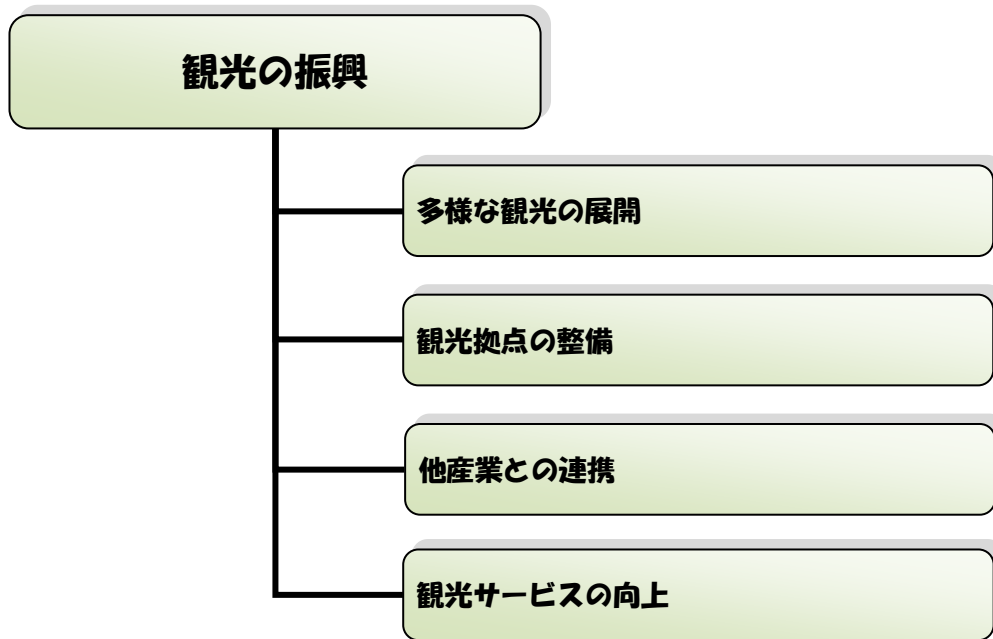 観光の振興
多様な観光の展開
観光拠点の整備
他産業との連携
観光サービスの向上